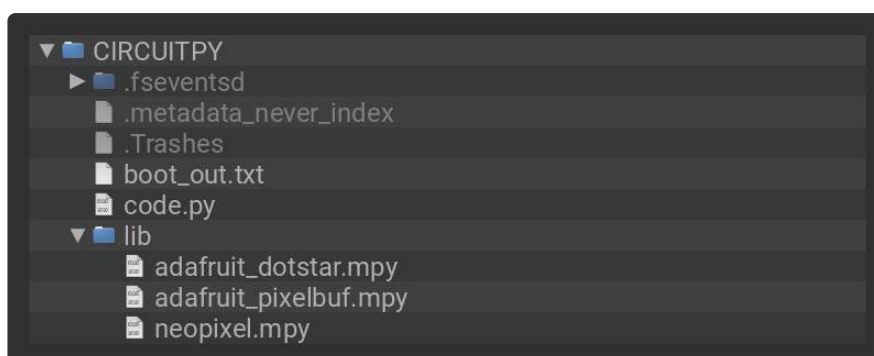 CIRCUITPY
.fseventsd
.metadata_never_index
.Trashes
boot_out.txt
code.py
lib
adafruit_dotstar.mpy
adafruit_pixelbuf.mpy
neopixel.mpy